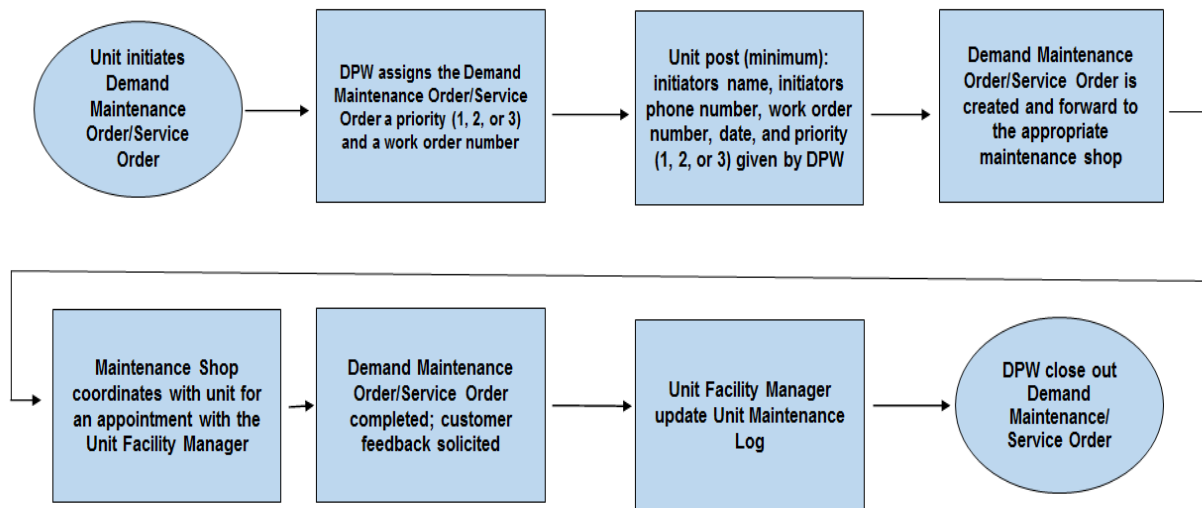 Unit initiates
Demand
Maintenance
Order/Service
Order
DPW assigns the Demand
Maintenance Order/Service
Order a priority (1, 2, or 3)
and a work order number
Unit post (minimum):
initiators name, initiators
phone number, work order
number, date, and priority
(1, 2, or 3) given by DPW
Demand Maintenance
Order/Service Order is
created and forward to
the appropriate
maintenance shop
Maintenance Shop
coordinates with unit for
an appointment with the
Unit Facility Manager
Demand Maintenance
Order/Service Order
completed; customer
feedback solicited
Unit Facility Manager
update Unit Maintenance
Log
DPW close out
Demand
Maintenance/
Service Order